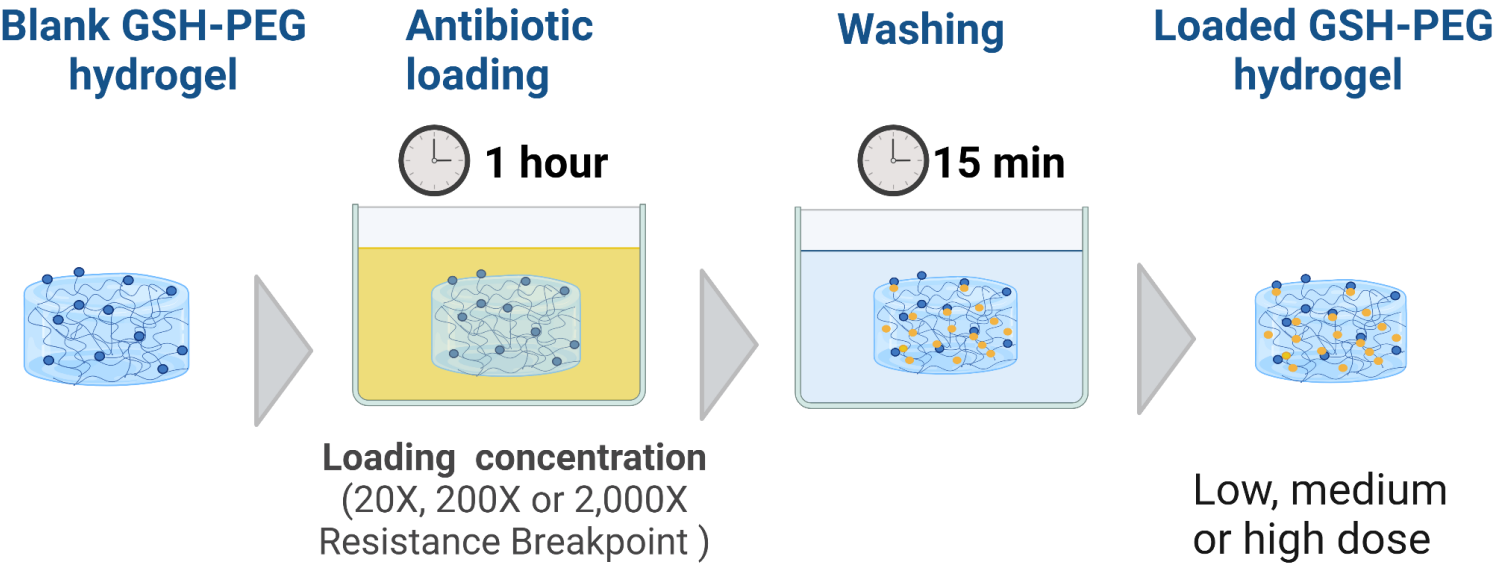 Blank GSH-PEG
hydrogel
Antibiotic
loading
Washing
Loaded GSH-PEG
hydrogel
1 hour
15 min
Loading concentration
(20X, 200X or 2,000X
Resistance Breakpoint )
Low, medium
or high dose